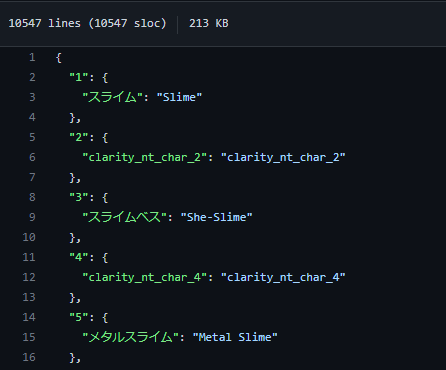 10547 lines (10547 sloc) 213 KB
1 {
2 "1": {
3 "スライム": "Slime"
4 },
5 "2": {
6 "clarity_nt_char_2": "clarity_nt_char_2"
7 },
8 "3": {
9 "スライムベス": "She-Slime"
10 },
11 "4": {
12 "clarity_nt_char_4": "clarity_nt_char_4"
13 },
14 "5": {
15 "メタルスライム": "Metal Slime"
16 },